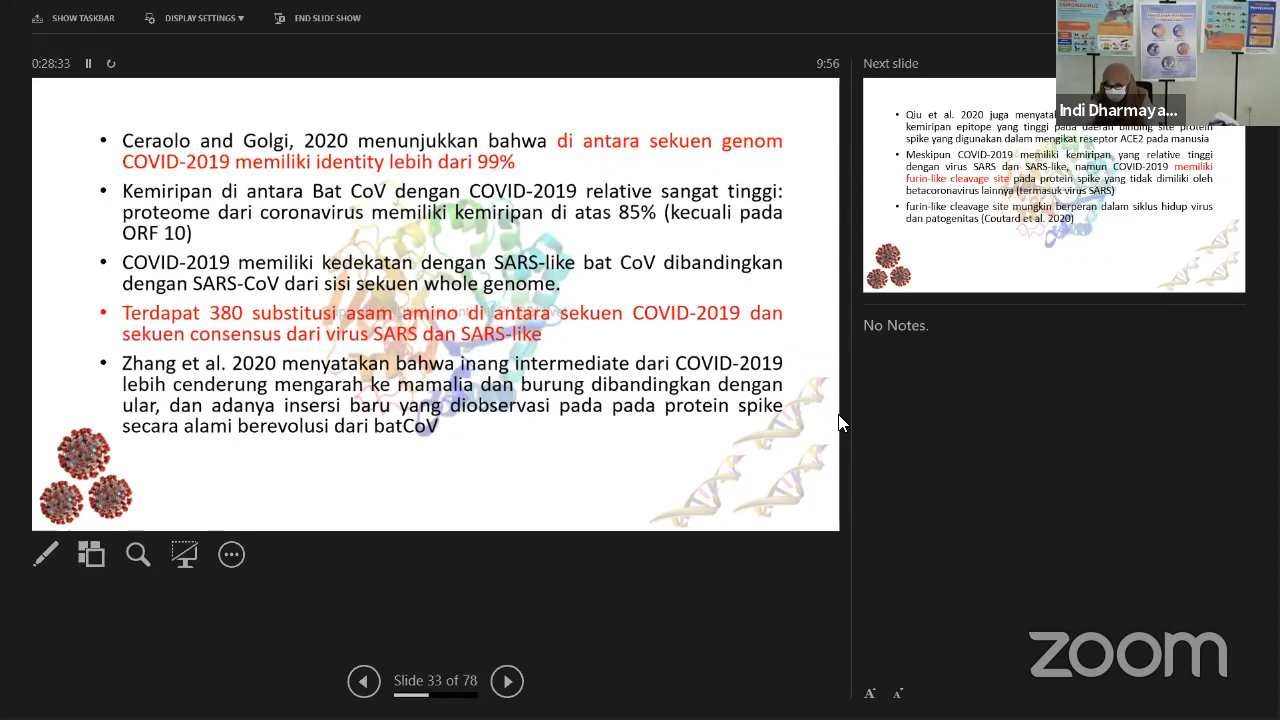 SHOW TASKBAR
DISPLAY SETTINGS ▾
END SLIDE SHOW
0:28:33
9:56
• Ceraolo and Golgi, 2020 menunjukkan bahwa di antara sekuen genom
COVID-2019 memiliki identity lebih dari 99%
• Kemiripan di antara Bat CoV dengan COVID-2019 relative sangat tinggi:
proteome dari coronavirus memiliki kemiripan di atas 85% (kecuali pada
ORF 10)
• COVID-2019 memiliki kedekatan dengan SARS-like bat CoV dibandingkan
dengan SARS-CoV dari sisi sekuen whole genome.
• Terdapat 380 substitusi asam amino di antara sekuen COVID-2019 dan
sekuen consensus dari virus SARS dan SARS-like
• Zhang et al. 2020 menyatakan bahwa inang intermediate dari COVID-2019
lebih cenderung mengarah ke mamalia dan burung dibandingkan dengan
ular, dan adanya insersi baru yang diobservasi pada pada protein spike
secara alami berevolusi dari batCoV
Slide 33 of 78
Next slide
• Qiu et al. 2020 juga menyata
kemiripan epitope yang tinggi pada daerah binding site protein
spike yang digunakan dalam mengikat reseptor ACE2 pada manusia
• Meskipun COVID-2019 memiliki kemiripan yang relative tinggi
dengan virus SARS dan SARS-like, namun COVID-2019 memiliki
furin-like cleavage site pada protein spike yang tidak dimiliki oleh
betacoronavirus lainnya (termasuk virus SARS)
• furin-like cleavage site mungkin berperan dalam siklus hidup virus
dan patogenitas (Coutard et al. 2020)
No Notes.
Indi Dharmaya...
zoom